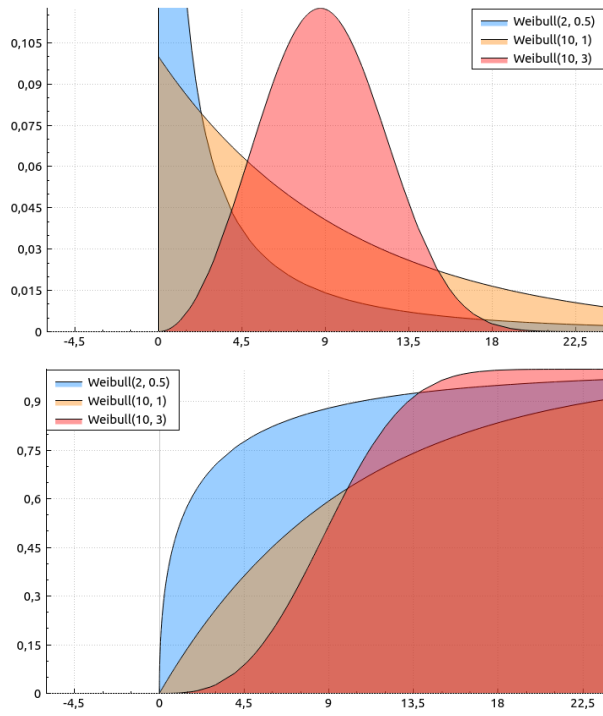 0,105
0,09
0,075
0,06
0,045
0,03
0,015
0
Weibull(2, 0.5)
Weibull(10, 1)
Weibull(10, 3)
-4,5 0 4,5 9 13,5 18 22,5
Weibull(2, 0.5)
Weibull(10, 1)
Weibull(10, 3)
0,9
0,75
0,6
0,45
0,3
0,15
0
-4,5 0 4,5 9 13,5 18 22,5